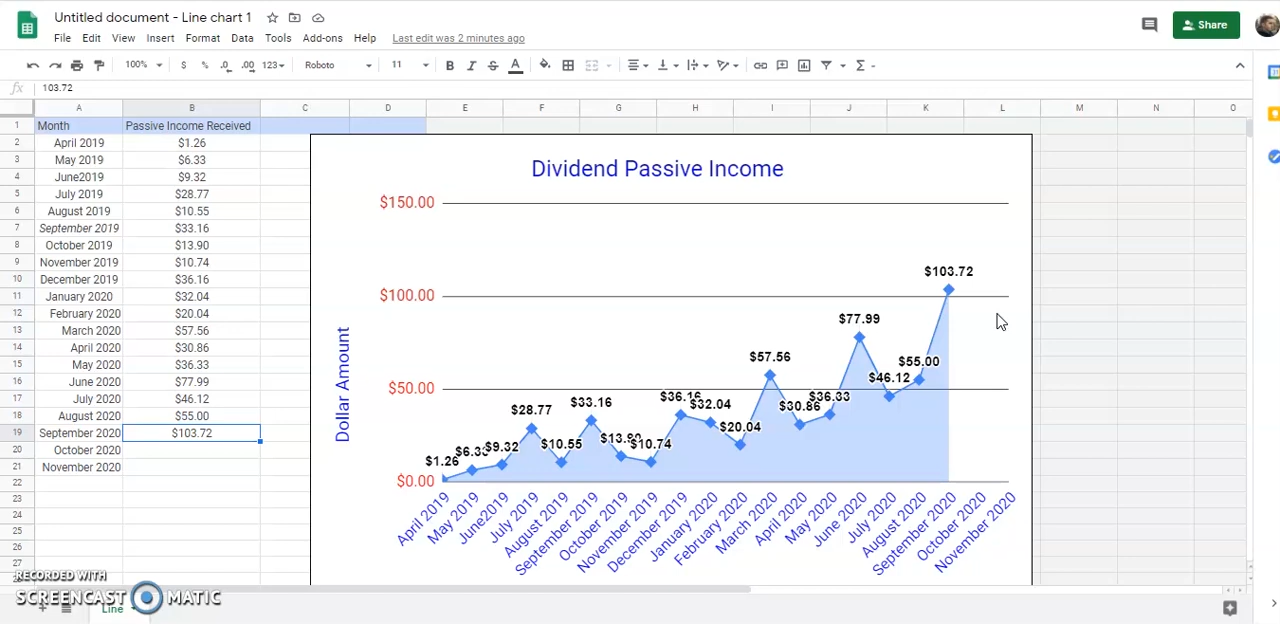 Untitled document - Line chart 1
File Edit View Insert Format Data Tools Add-ons Help Last edit was 2 minutes ago
Share
100% $ % .0 .00 123 Roboto 11 B I S A
fx 103.72
A B C D E F G H I J K L M N O
1 Month Passive Income Received
2 April 2019 $1.26
3 May 2019 $6.33
4 June2019 $9.32
5 July 2019 $28.77
6 August 2019 $10.55
7 September 2019 $33.16
8 October 2019 $13.90
9 November 2019 $10.74
10 December 2019 $36.16
11 January 2020 $32.04
12 February 2020 $20.04
13 March 2020 $57.56
14 April 2020 $30.86
15 May 2020 $36.33
16 June 2020 $77.99
17 July 2020 $46.12
18 August 2020 $55.00
19 September 2020 $103.72
20 October 2020
21 November 2020
22
23
24
25
26
27
Dividend Passive Income
Dollar Amount
$150.00
$100.00
$50.00
$0.00
$1.26
$6.33
$9.32
$28.77
$10.55
$33.16
$13.90
$10.74
$36.16
$32.04
$20.04
$57.56
$30.86
$36.33
$77.99
$46.12
$55.00
$103.72
April 2019
May 2019
June2019
July 2019
August 2019
September 2019
October 2019
November 2019
December 2019
January 2020
February 2020
March 2020
April 2020
May 2020
June 2020
July 2020
August 2020
September 2020
October 2020
November 2020
RECORDED WITH
SCREENCAST MATIC
Line